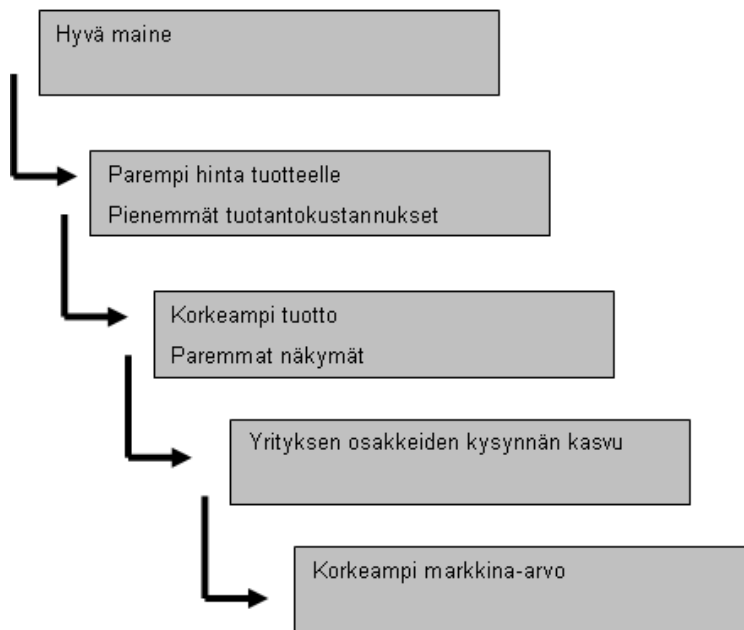 Hyvä maine
Parempi hinta tuotteelle
Pienemmät tuotantokustannukset
Korkeampi tuotto
Paremmat näkymät
Yrityksen osakkeiden kysynnän kasvu
Korkeampi markkina-arvo